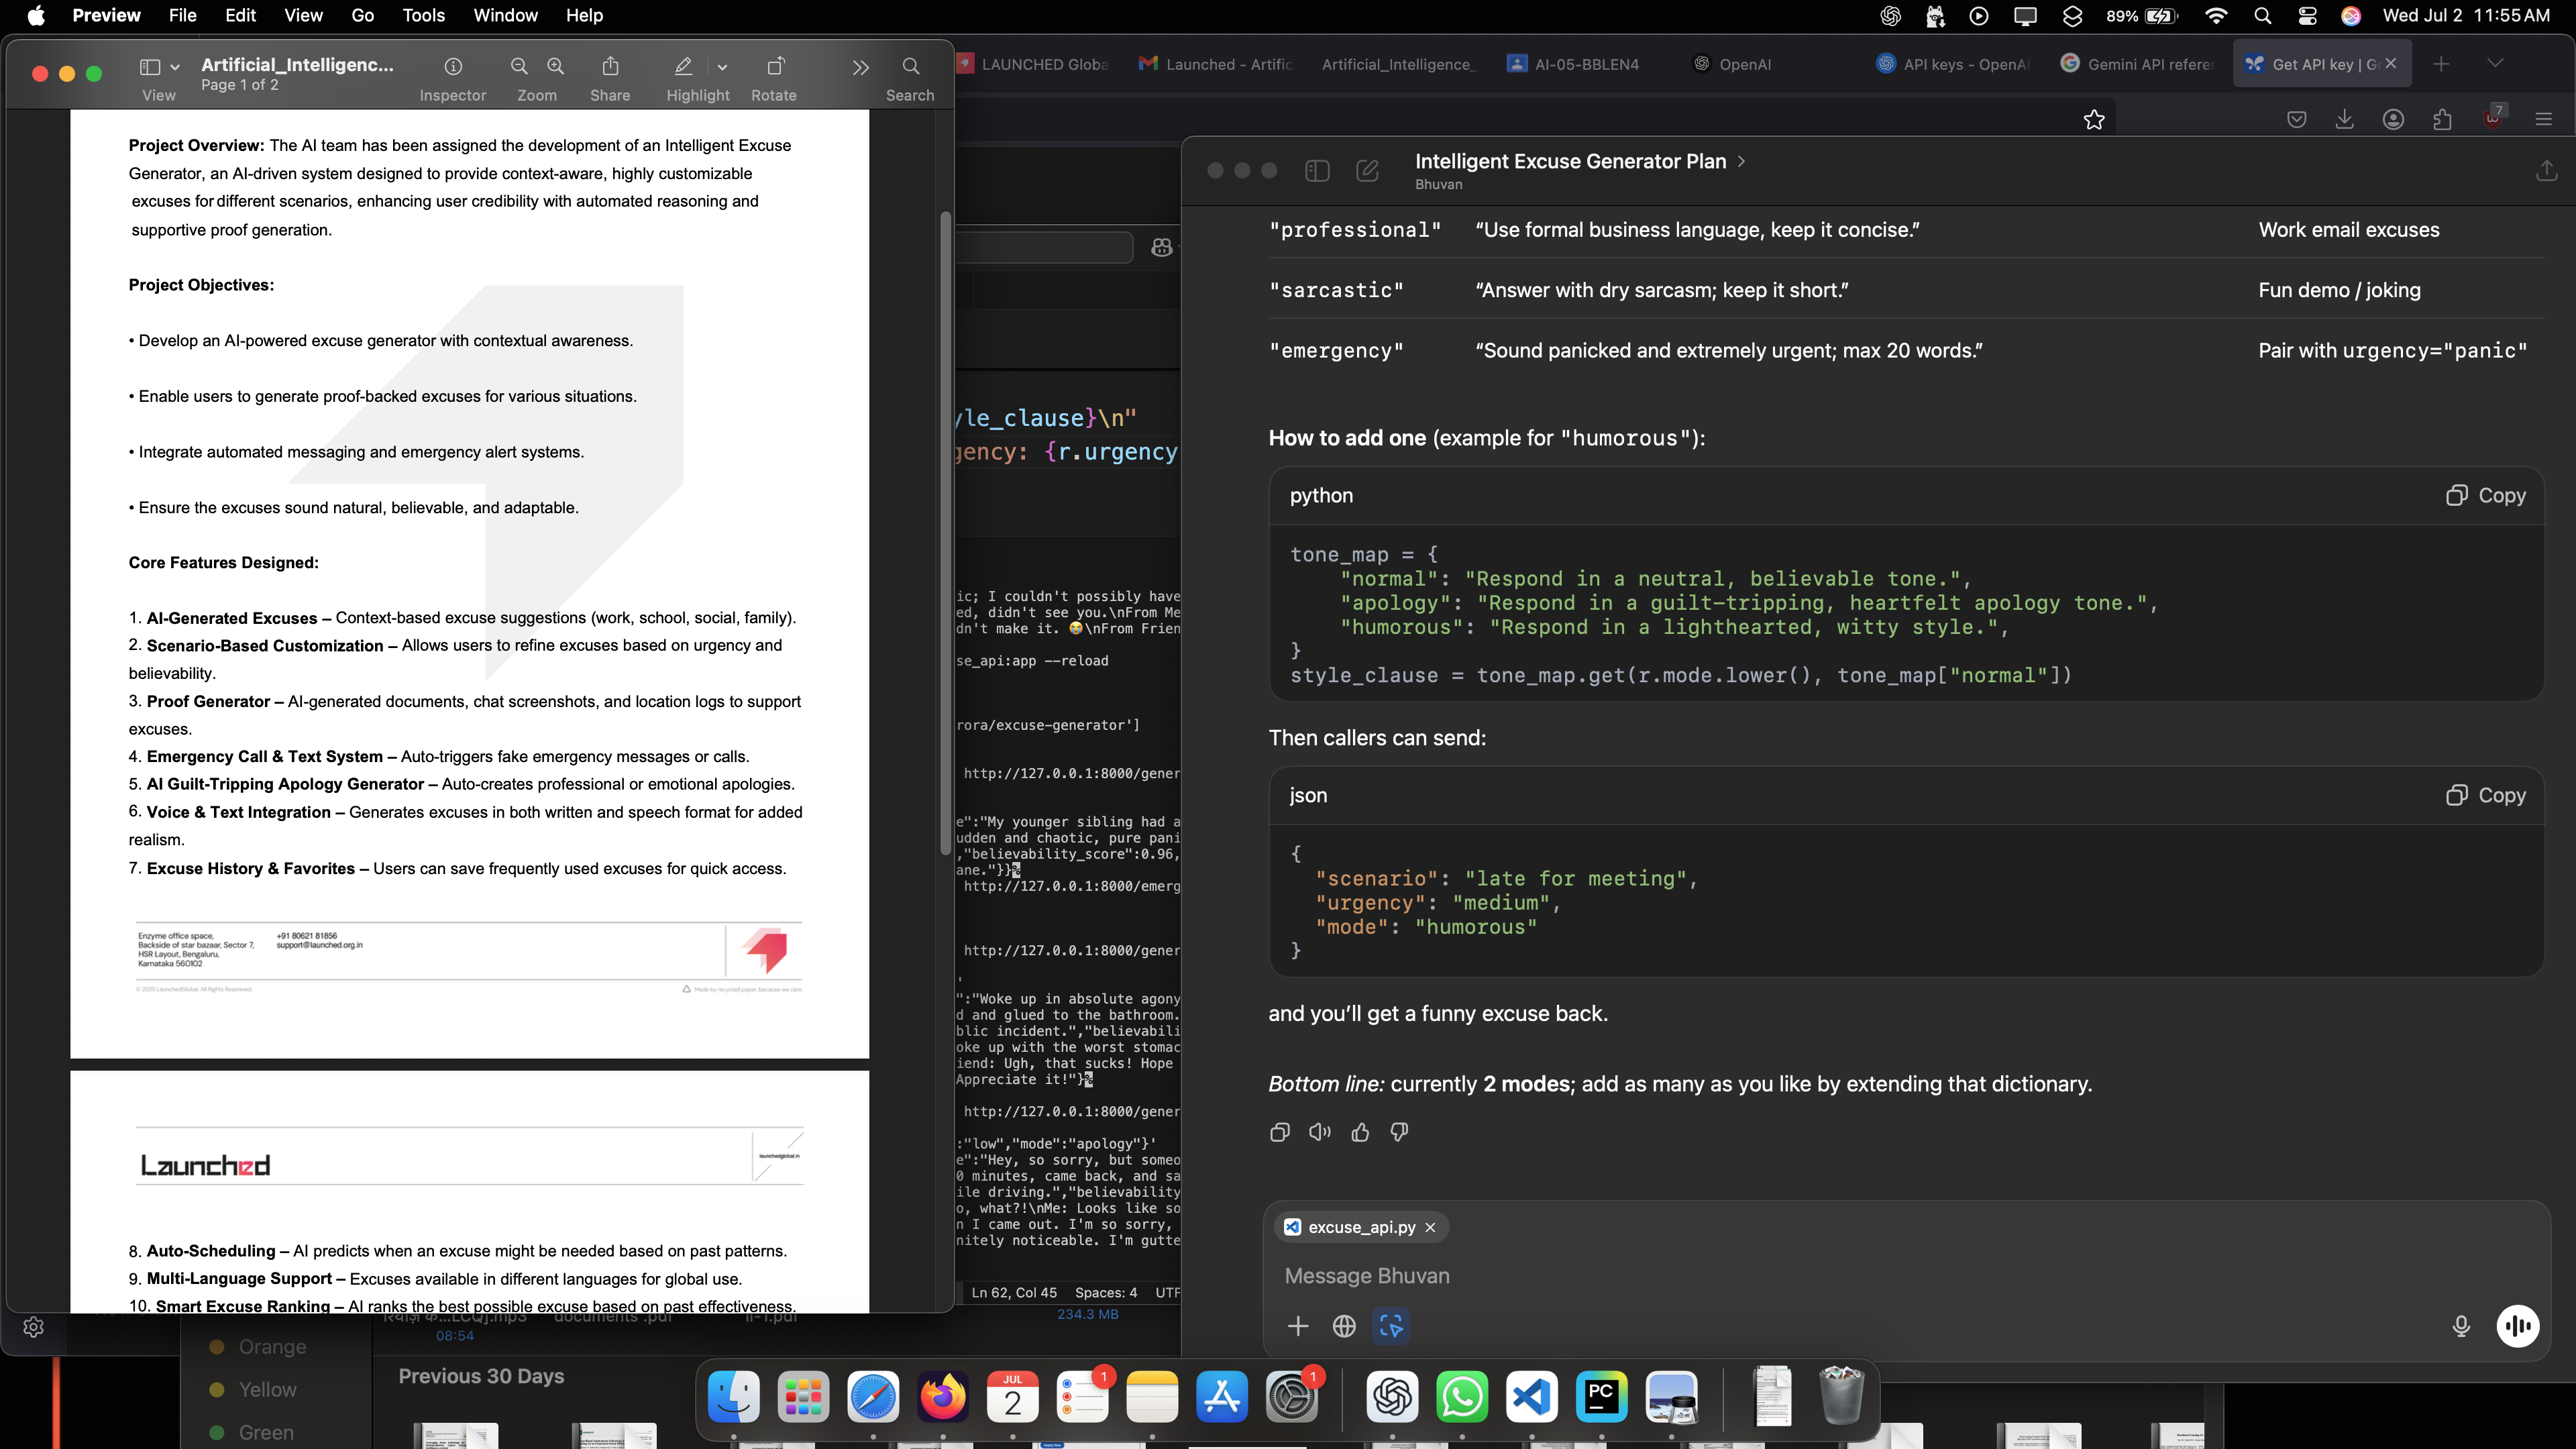 Preview File Edit View Go Tools Window Help
89%
Wed Jul 2 11:55 AM
Artificial_Intelligenc...
Page 1 of 2
View
Inspector
Zoom
Share
Highlight
Rotate
Search
LAUNCHED Globa
Launched - Artific
Artificial_Intelligence_
AI-05-BBLEN4
OpenAI
API keys - OpenAI
Gemini API referer
Get API key | G
7
Project Overview: The AI team has been assigned the development of an Intelligent Excuse
Generator, an AI-driven system designed to provide context-aware, highly customizable
excuses for different scenarios, enhancing user credibility with automated reasoning and
supportive proof generation.
Project Objectives:
• Develop an AI-powered excuse generator with contextual awareness.
• Enable users to generate proof-backed excuses for various situations.
• Integrate automated messaging and emergency alert systems.
• Ensure the excuses sound natural, believable, and adaptable.
Core Features Designed:
1. AI-Generated Excuses – Context-based excuse suggestions (work, school, social, family).
2. Scenario-Based Customization – Allows users to refine excuses based on urgency and
believability.
3. Proof Generator – AI-generated documents, chat screenshots, and location logs to support
excuses.
4. Emergency Call & Text System – Auto-triggers fake emergency messages or calls.
5. AI Guilt-Tripping Apology Generator – Auto-creates professional or emotional apologies.
6. Voice & Text Integration – Generates excuses in both written and speech format for added
realism.
7. Excuse History & Favorites – Users can save frequently used excuses for quick access.
Enzyme office space,
Backside of star bazaar, Sector 7,
HSR Layout, Bengaluru,
Karnataka 560102
+91 80621 81856
support@launched.org.in
© 2025 LaunchedGlobal. All Rights Resereved.
Made by recycled paper, because we care.
Launched
launchedglobal.in
8. Auto-Scheduling – AI predicts when an excuse might be needed based on past patterns.
9. Multi-Language Support – Excuses available in different languages for global use.
10. Smart Excuse Ranking – AI ranks the best possible excuse based on past effectiveness.
yle_clause}\n"
gency: {r.urgency
ic; I couldn't possibly have
ed, didn't see you.\nFrom Me
dn't make it. 😭\nFrom Frien
se_api:app --reload
rora/excuse-generator']
http://127.0.0.1:8000/gener
e":"My younger sibling had a
udden and chaotic, pure pani
,"believability_score":0.96,
ane."}}%
http://127.0.0.1:8000/emerg
http://127.0.0.1:8000/gener
'
":"Woke up in absolute agony
d and glued to the bathroom.
blic incident.","believabili
oke up with the worst stomac
iend: Ugh, that sucks! Hope
Appreciate it!"}%
http://127.0.0.1:8000/gener
:"low","mode":"apology"}'
e":"Hey, so sorry, but someo
0 minutes, came back, and sa
ile driving.","believability
o, what?!\nMe: Looks like so
n I came out. I'm so sorry,
nitely noticeable. I'm gutte
Ln 62, Col 45 Spaces: 4 UTF
Intelligent Excuse Generator Plan >
Bhuvan
"professional" “Use formal business language, keep it concise.” Work email excuses
"sarcastic" “Answer with dry sarcasm; keep it short.” Fun demo / joking
"emergency" “Sound panicked and extremely urgent; max 20 words.” Pair with urgency="panic"
How to add one (example for "humorous"):
python
Copy
tone_map = {
"normal": "Respond in a neutral, believable tone.",
"apology": "Respond in a guilt-tripping, heartfelt apology tone.",
"humorous": "Respond in a lighthearted, witty style.",
}
style_clause = tone_map.get(r.mode.lower(), tone_map["normal"])
Then callers can send:
json
Copy
{
"scenario": "late for meeting",
"urgency": "medium",
"mode": "humorous"
}
and you’ll get a funny excuse back.
Bottom line: currently 2 modes; add as many as you like by extending that dictionary.
excuse_api.py
Message Bhuvan
08:54
234.3 MB
Orange
Yellow
Green
Previous 30 Days
JUL
2
1
1
PC